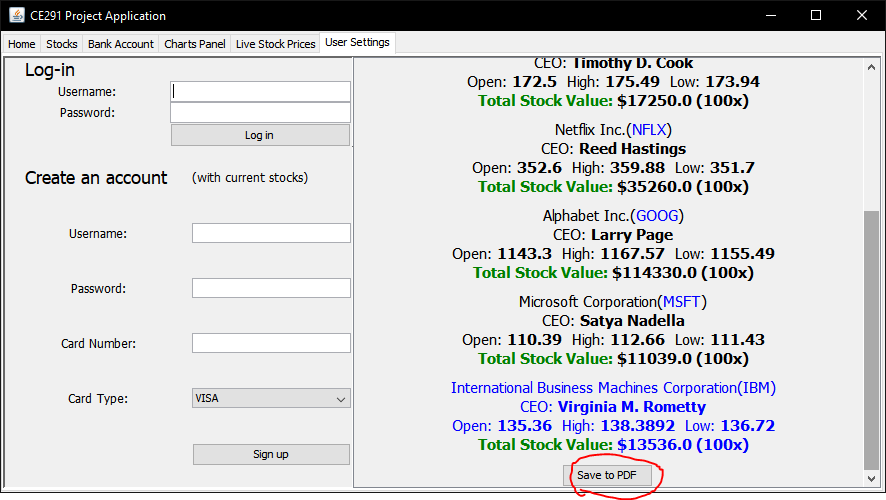 CE291 Project Application
Home Stocks Bank Account Charts Panel Live Stock Prices User Settings
Log-in
Username:
Password:
Log in
Create an account (with current stocks)
Username:
Password:
Card Number:
Card Type: VISA
Sign up
CEO: Timothy D. Cook
Open: 172.5 High: 175.49 Low: 173.94
Total Stock Value: $17250.0 (100x)
Netflix Inc.(NFLX)
CEO: Reed Hastings
Open: 352.6 High: 359.88 Low: 351.7
Total Stock Value: $35260.0 (100x)
Alphabet Inc.(GOOG)
CEO: Larry Page
Open: 1143.3 High: 1167.57 Low: 1155.49
Total Stock Value: $114330.0 (100x)
Microsoft Corporation(MSFT)
CEO: Satya Nadella
Open: 110.39 High: 112.66 Low: 111.43
Total Stock Value: $11039.0 (100x)
International Business Machines Corporation(IBM)
CEO: Virginia M. Rometty
Open: 135.36 High: 138.3892 Low: 136.72
Total Stock Value: $13536.0 (100x)
Save to PDF